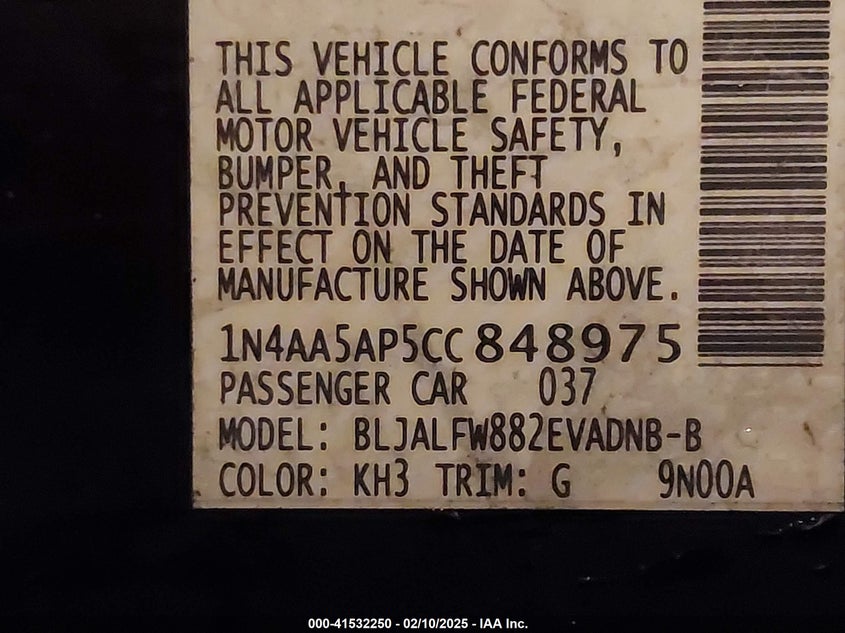 THIS VEHICLE CONFORMS TO
ALL APPLICABLE FEDERAL
MOTOR VEHICLE SAFETY,
BUMPER, AND THEFT
PREVENTION STANDARDS IN
EFFECT ON THE DATE OF
MANUFACTURE SHOWN ABOVE.
1N4AA5AP5CC848975
PASSENGER CAR 037
MODEL: BLJALFW882EVADNB-B
COLOR: KH3 TRIM: G 9N00A
000-41532250 - 02/10/2025 - IAA Inc.